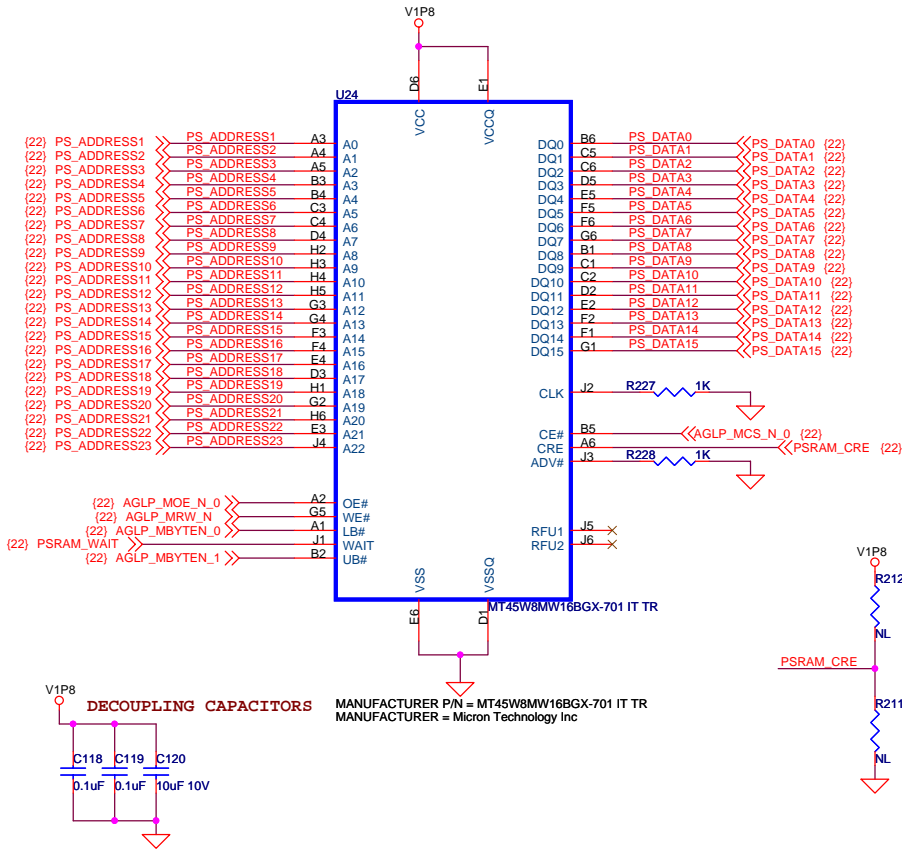 V1P8
D6 E1
U24
VCC VCCQ
{22} PS_ADDRESS1 PS_ADDRESS1 A3 A0 DQ0 B6 PS_DATA0 PS_DATA0 {22}
{22} PS_ADDRESS2 PS_ADDRESS2 A4 A1 DQ1 C5 PS_DATA1 PS_DATA1 {22}
{22} PS_ADDRESS3 PS_ADDRESS3 A5 A2 DQ2 C6 PS_DATA2 PS_DATA2 {22}
{22} PS_ADDRESS4 PS_ADDRESS4 B3 A3 DQ3 D5 PS_DATA3 PS_DATA3 {22}
{22} PS_ADDRESS5 PS_ADDRESS5 B4 A4 DQ4 E5 PS_DATA4 PS_DATA4 {22}
{22} PS_ADDRESS6 PS_ADDRESS6 C3 A5 DQ5 F5 PS_DATA5 PS_DATA5 {22}
{22} PS_ADDRESS7 PS_ADDRESS7 C4 A6 DQ6 F6 PS_DATA6 PS_DATA6 {22}
{22} PS_ADDRESS8 PS_ADDRESS8 D4 A7 DQ7 G6 PS_DATA7 PS_DATA7 {22}
{22} PS_ADDRESS9 PS_ADDRESS9 H2 A8 DQ8 B1 PS_DATA8 PS_DATA8 {22}
{22} PS_ADDRESS10 PS_ADDRESS10 H3 A9 DQ9 C1 PS_DATA9 PS_DATA9 {22}
{22} PS_ADDRESS11 PS_ADDRESS11 H4 A10 DQ10 C2 PS_DATA10 PS_DATA10 {22}
{22} PS_ADDRESS12 PS_ADDRESS12 H5 A11 DQ11 D2 PS_DATA11 PS_DATA11 {22}
{22} PS_ADDRESS13 PS_ADDRESS13 G3 A12 DQ12 E2 PS_DATA12 PS_DATA12 {22}
{22} PS_ADDRESS14 PS_ADDRESS14 G4 A13 DQ13 F2 PS_DATA13 PS_DATA13 {22}
{22} PS_ADDRESS15 PS_ADDRESS15 F3 A14 DQ14 F1 PS_DATA14 PS_DATA14 {22}
{22} PS_ADDRESS16 PS_ADDRESS16 F4 A15 DQ15 G1 PS_DATA15 PS_DATA15 {22}
{22} PS_ADDRESS17 PS_ADDRESS17 E4 A16
{22} PS_ADDRESS18 PS_ADDRESS18 D3 A17
{22} PS_ADDRESS19 PS_ADDRESS19 H1 A18 CLK J2 R227 1K
{22} PS_ADDRESS20 PS_ADDRESS20 G2 A19
{22} PS_ADDRESS21 PS_ADDRESS21 H6 A20
{22} PS_ADDRESS22 PS_ADDRESS22 E3 A21 CE# B5 AGLP_MCS_N_0 {22}
{22} PS_ADDRESS23 PS_ADDRESS23 J4 A22 CRE A6 PSRAM_CRE {22}
ADV# J3 R228 1K
{22} AGLP_MOE_N_0 A2 OE#
{22} AGLP_MRW_N G5 WE#
{22} AGLP_MBYTEN_0 A1 LB# RFU1 J5
{22} PSRAM_WAIT J1 WAIT RFU2 J6
{22} AGLP_MBYTEN_1 B2 UB#
VSS VSSQ
E6 D1
MT45W8MW16BGX-701 IT TR
V1P8
R212
NL
PSRAM_CRE
R211
NL
V1P8
DECOUPLING CAPACITORS
MANUFACTURER P/N = MT45W8MW16BGX-701 IT TR
MANUFACTURER = Micron Technology Inc
C118 C119 C120
0.1uF 0.1uF 10uF 10V